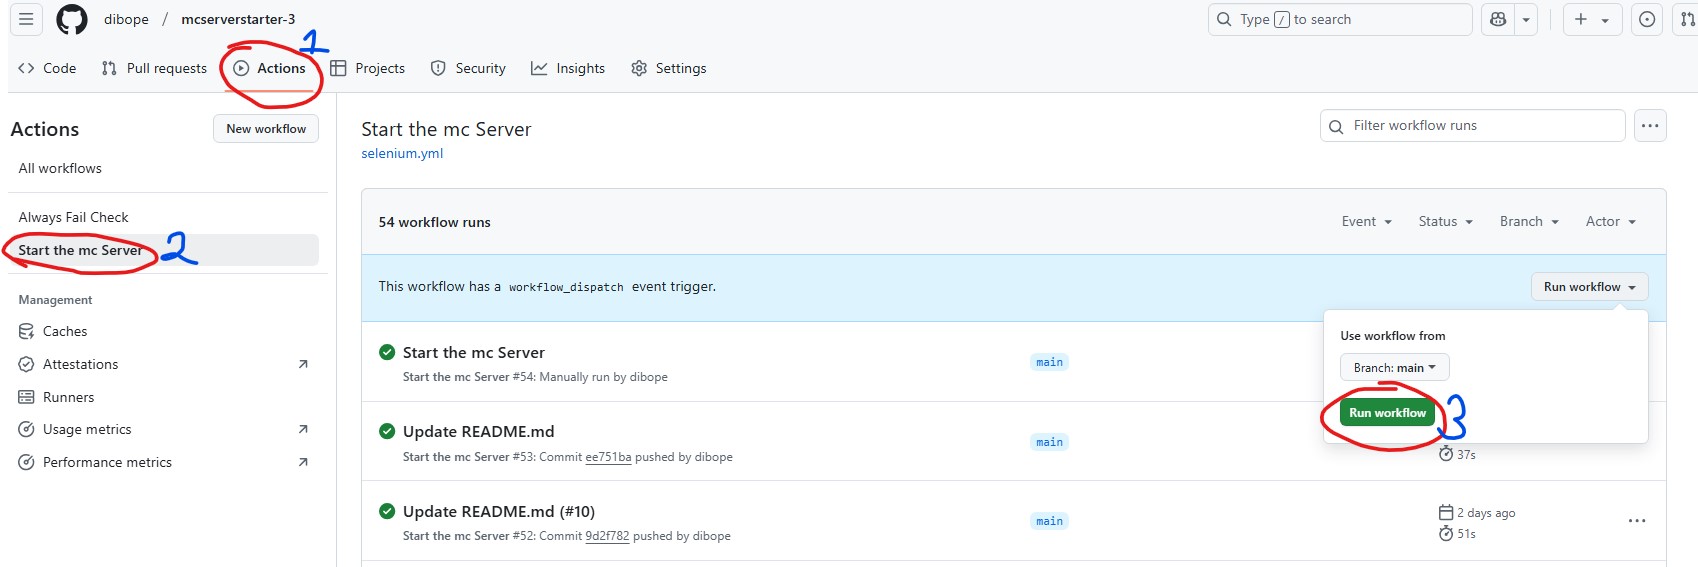 dibope / mcserverstarter-3
Type / to search
1
Code Pull requests Actions Projects Security Insights Settings
Actions
New workflow
All workflows
Always Fail Check
Start the mc Server 2
Management
Caches
Attestations
Runners
Usage metrics
Performance metrics
Start the mc Server
selenium.yml
Filter workflow runs
54 workflow runs
Event Status Branch Actor
This workflow has a workflow_dispatch event trigger.
Run workflow
Use workflow from
Branch: main
Run workflow 3
Start the mc Server
Start the mc Server #54: Manually run by dibope
main
Update README.md
Start the mc Server #53: Commit ee751ba pushed by dibope
main
37s
Update README.md (#10)
Start the mc Server #52: Commit 9d2f782 pushed by dibope
main
2 days ago
51s